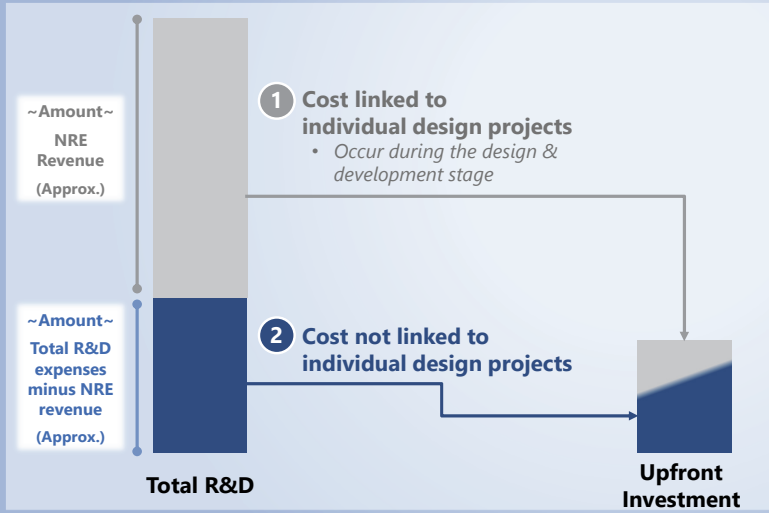 ~Amount~
NRE
Revenue
(Approx.)
1
Cost linked to
individual design projects
• Occur during the design &
development stage
~Amount~
Total R&D
expenses
minus NRE
revenue
(Approx.)
2
Cost not linked to
individual design projects
Total R&D
Upfront
Investment